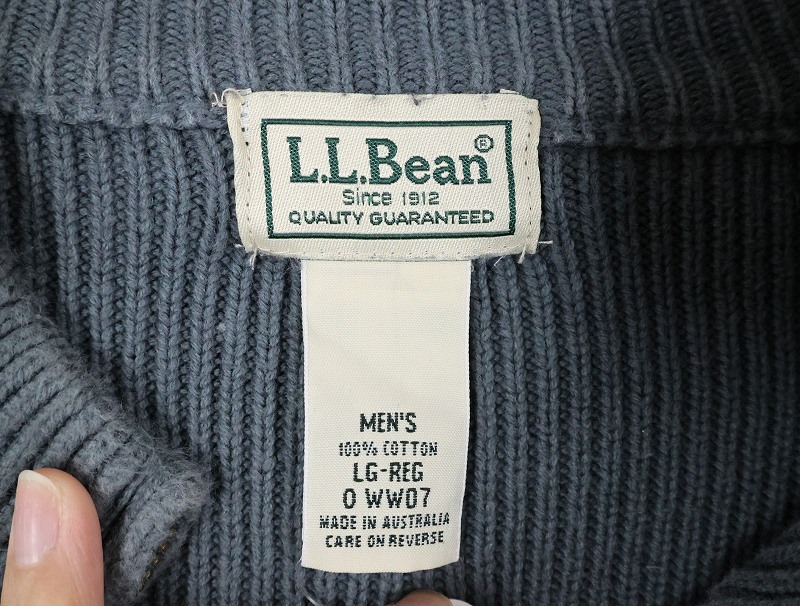 L.L.Bean®
Since 1912
QUALITY GUARANTEED
MEN'S
100% COTTON
LG-REG
0 WW07
MADE IN AUSTRALIA
CARE ON REVERSE